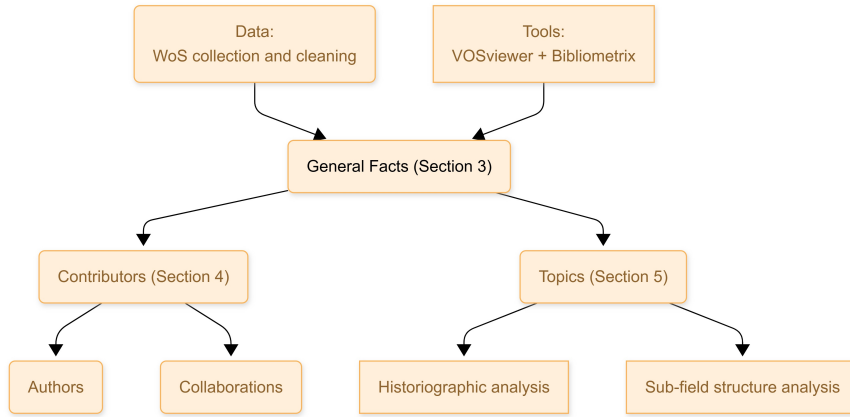 Data:
WoS collection and cleaning
Tools:
VOSviewer + Bibliometrix
General Facts (Section 3)
Contributors (Section 4)
Topics (Section 5)
Authors
Collaborations
Historiographic analysis
Sub-field structure analysis